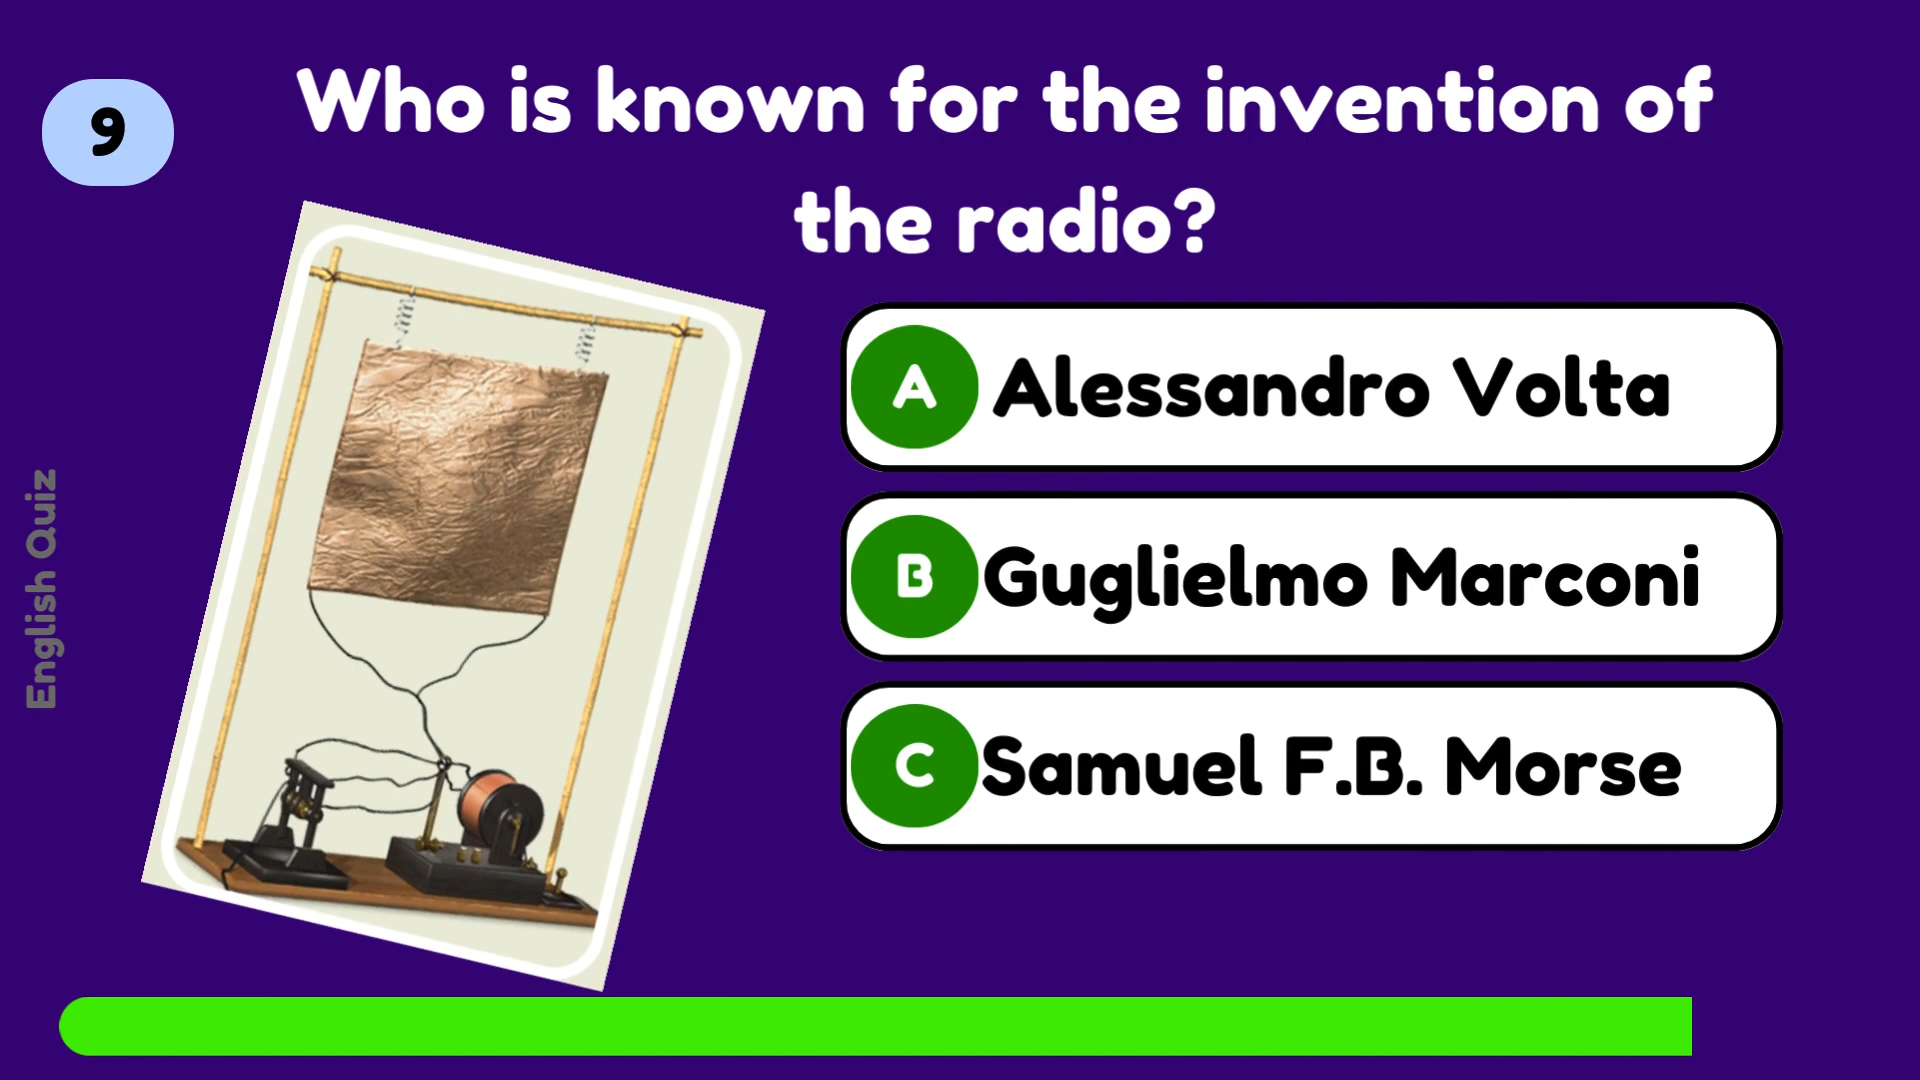 9
Who is known for the invention of
the radio?
A Alessandro Volta
B Guglielmo Marconi
C Samuel F.B. Morse
English Quiz